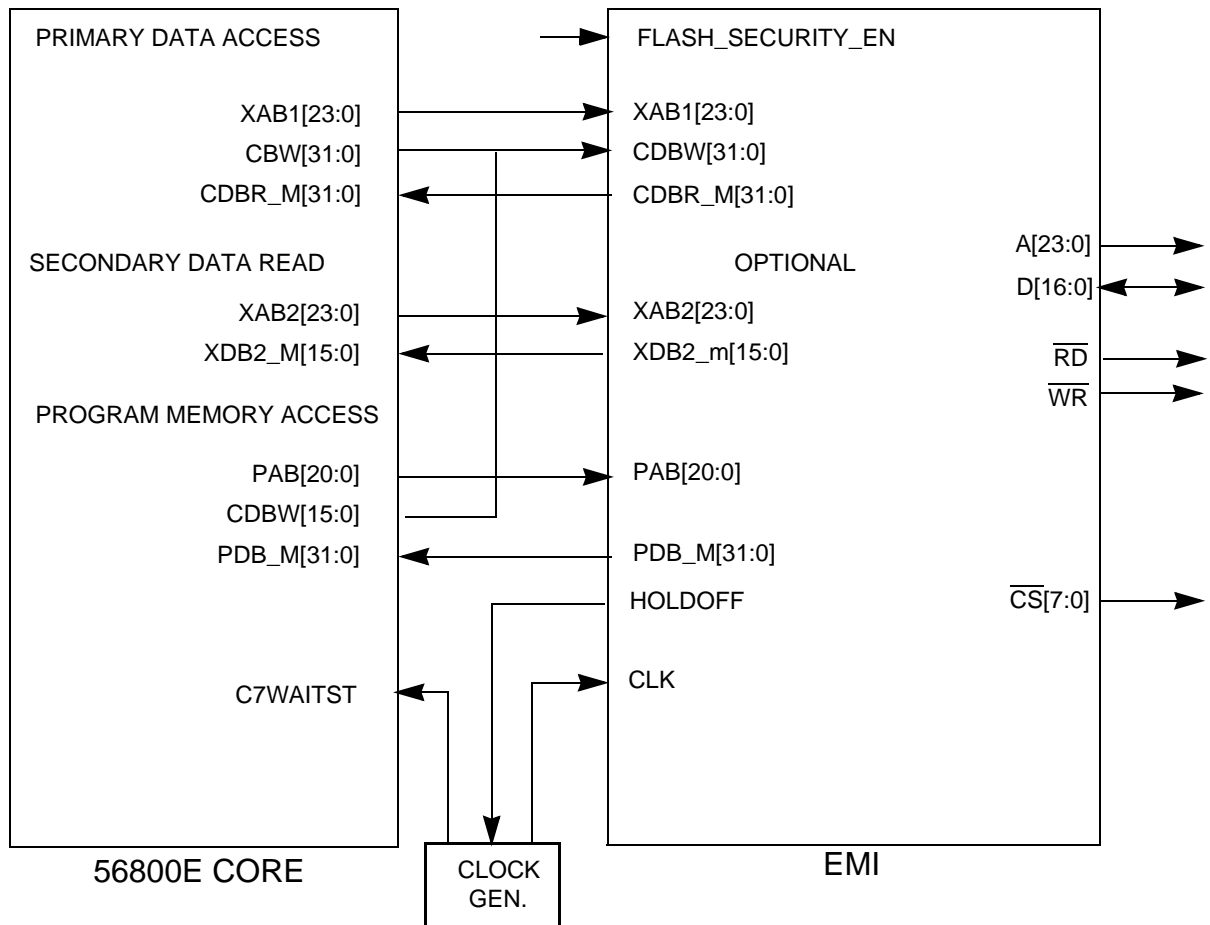 PRIMARY DATA ACCESS
XAB1[23:0]
CBW[31:0]
CDBR_M[31:0]
SECONDARY DATA READ
XAB2[23:0]
XDB2_M[15:0]
PROGRAM MEMORY ACCESS
PAB[20:0]
CDBW[15:0]
PDB_M[31:0]
C7WAITST
56800E CORE
CLOCK
GEN.
FLASH_SECURITY_EN
XAB1[23:0]
CDBW[31:0]
CDBR_M[31:0]
OPTIONAL
XAB2[23:0]
XDB2_m[15:0]
PAB[20:0]
PDB_M[31:0]
HOLDOFF
CLK
A[23:0]
D[16:0]
RD
WR
CS[7:0]
EMI